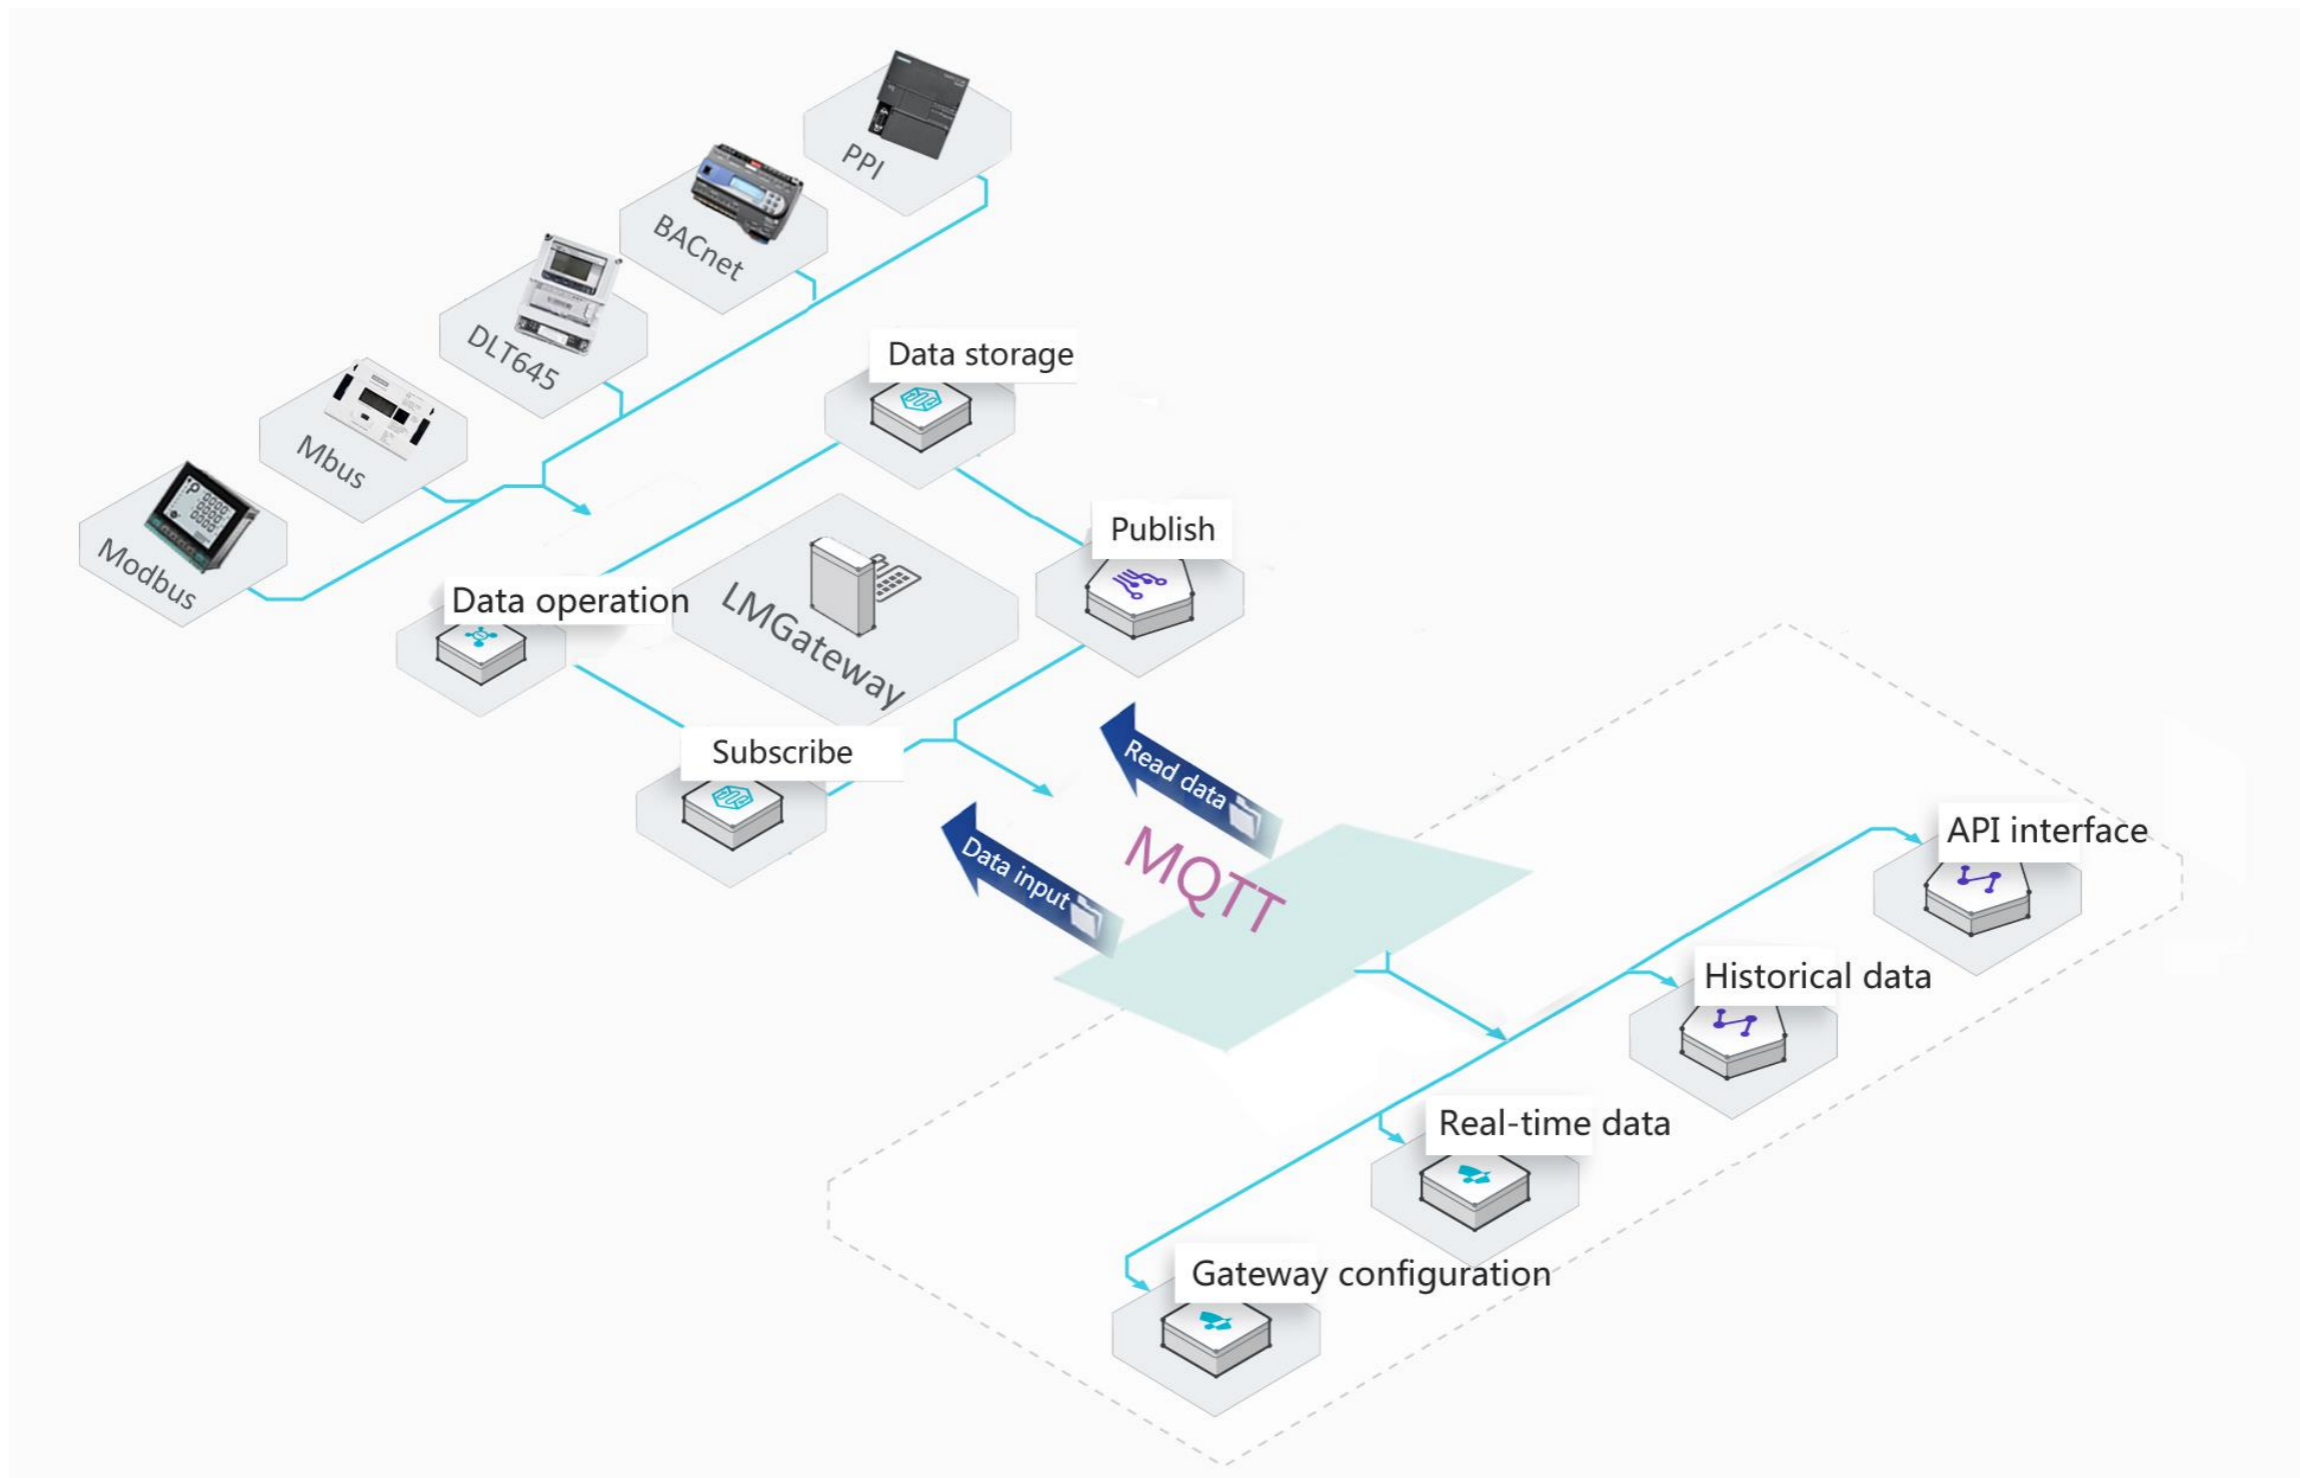 PPI
BACnet
DLT645
Mbus
Modbus
Data storage
Publish
Data operation
LMGateway
Subscribe
Read data
Data input
MQTT
API interface
Historical data
Real-time data
Gateway configuration